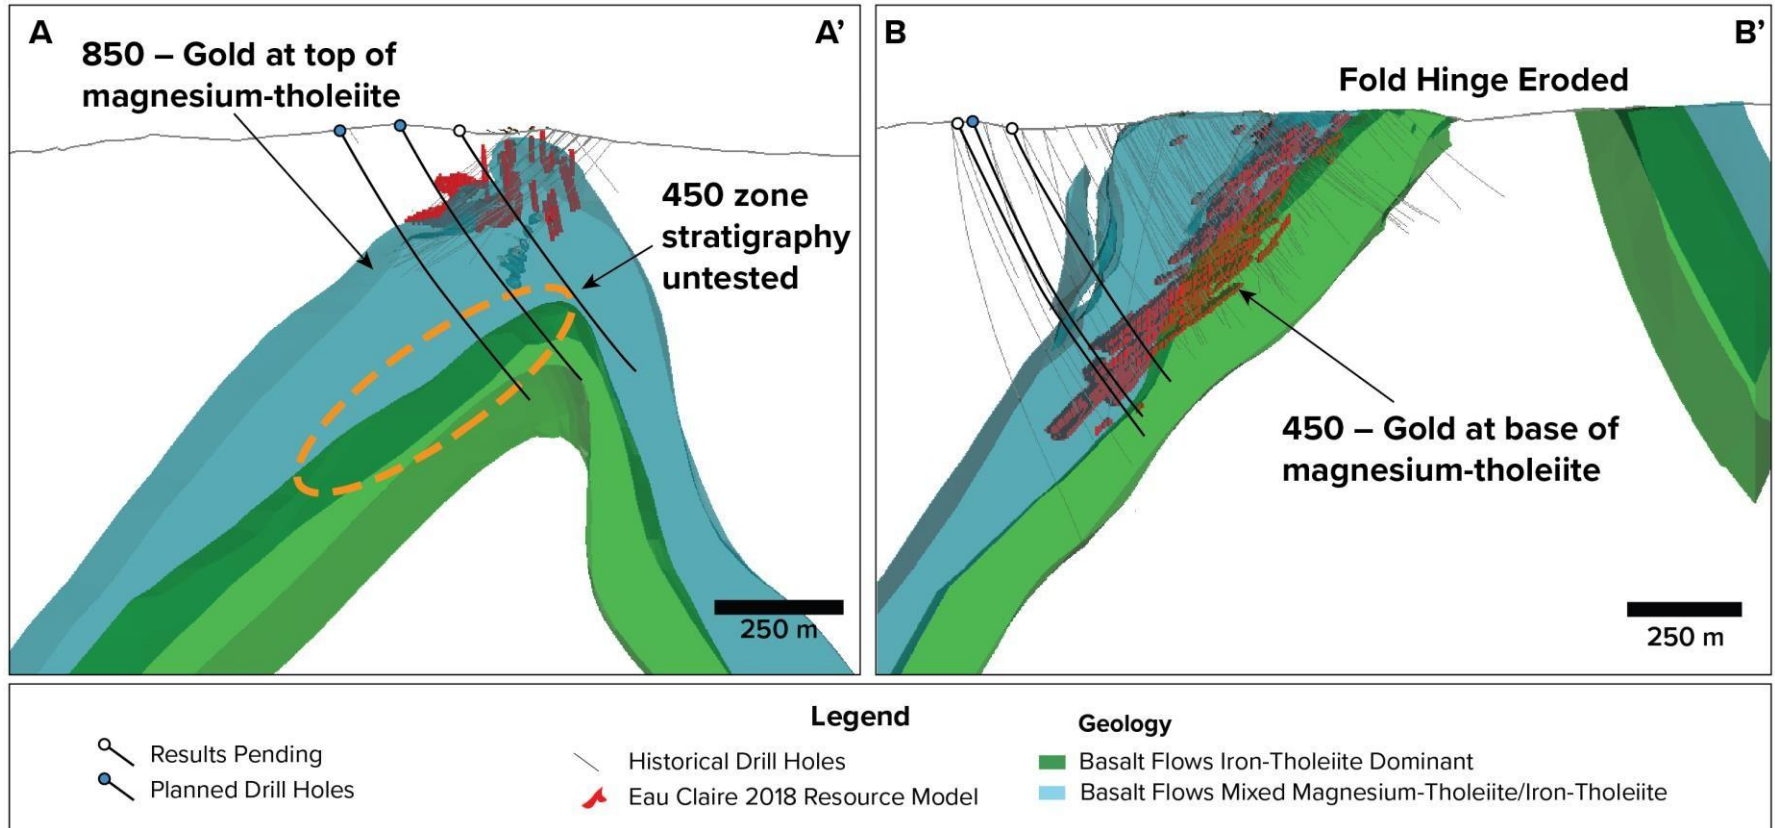 A
A’
850 – Gold at top of
magnesium-tholeiite
450 zone
stratigraphy
untested
250 m
B
B’
Fold Hinge Eroded
450 – Gold at base of
magnesium-tholeiite
250 m
Legend
Results Pending
Planned Drill Holes
Historical Drill Holes
Eau Claire 2018 Resource Model
Geology
Basalt Flows Iron-Tholeiite Dominant
Basalt Flows Mixed Magnesium-Tholeiite/Iron-Tholeiite